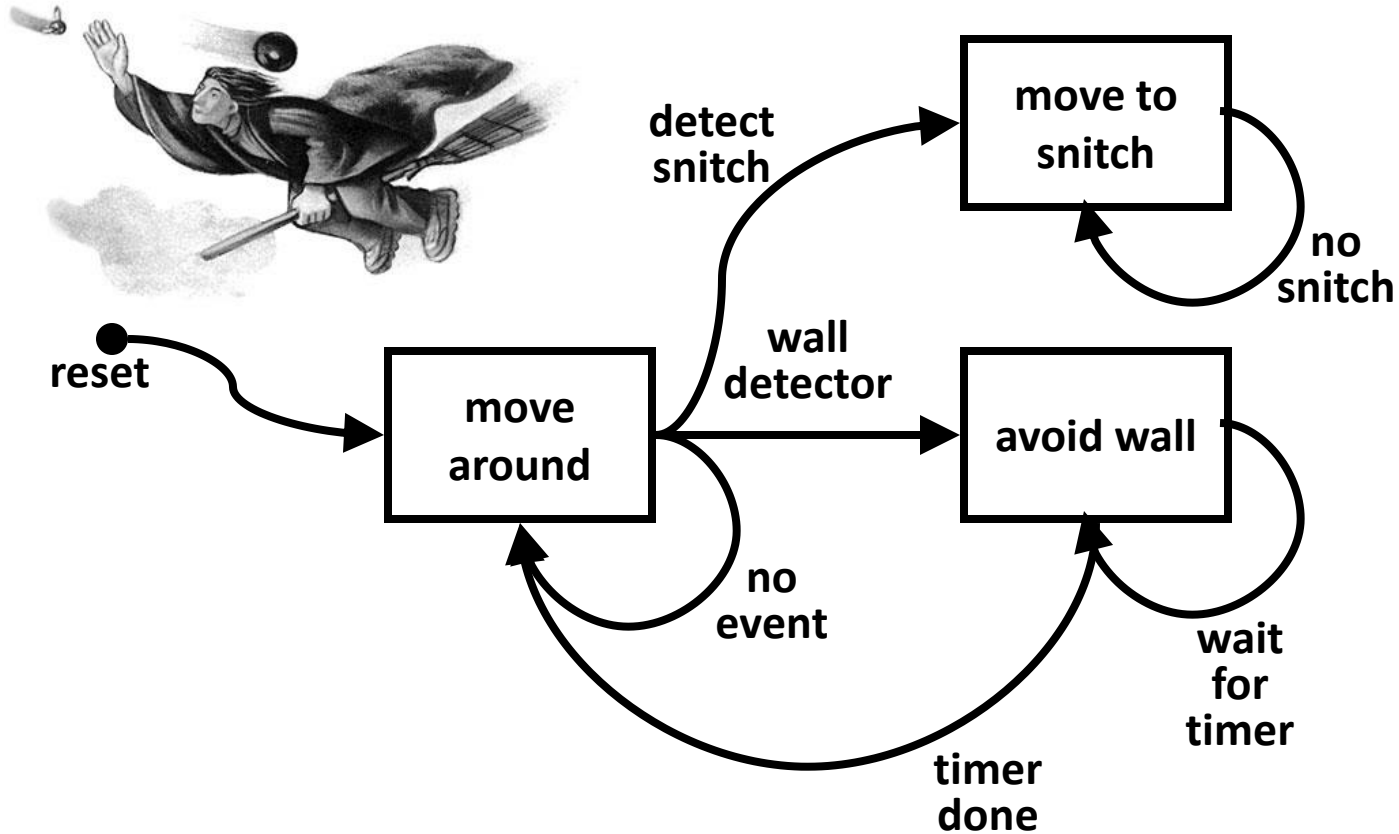 move to
snitch
detect
snitch
no
snitch
reset
wall
detector
move
around
avoid wall
no
event
wait
for
timer
timer
done